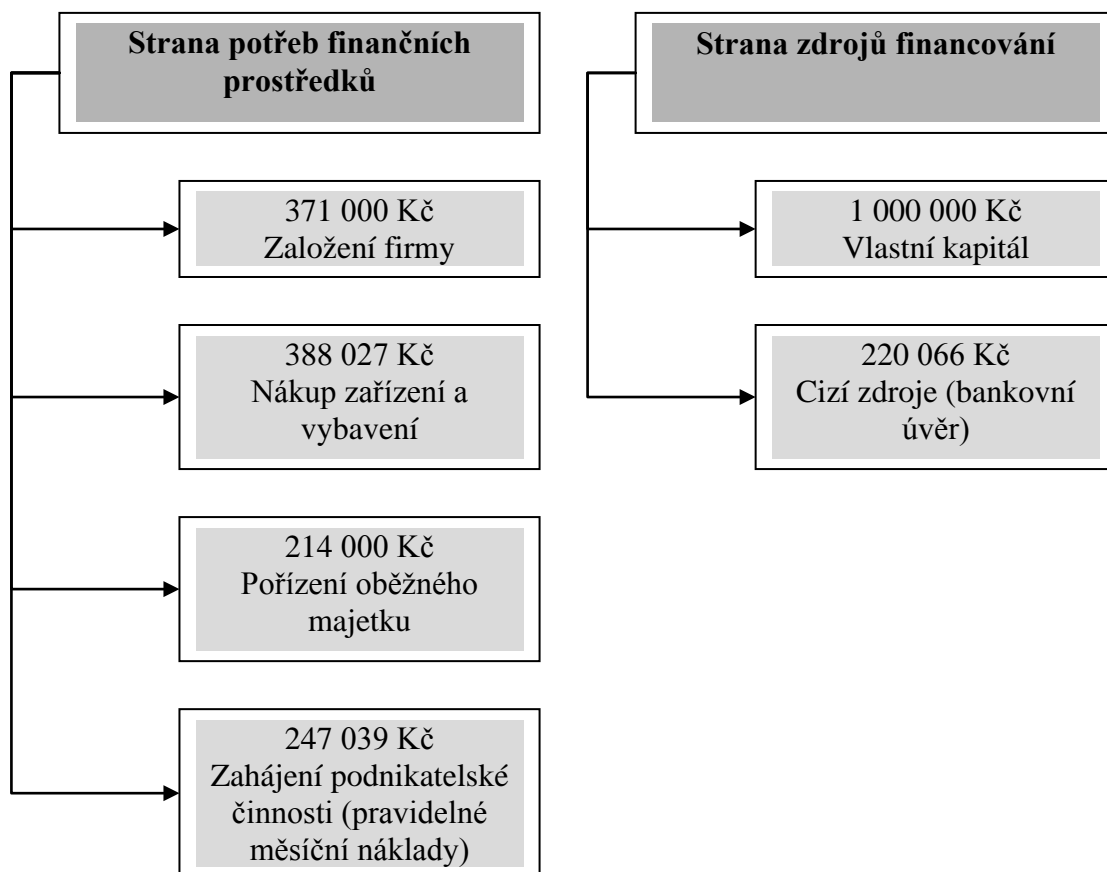 Strana potřeb finančních
prostředků
371 000 Kč
Založení firmy
388 027 Kč
Nákup zařízení a
vybavení
214 000 Kč
Pořízení oběžného
majetku
247 039 Kč
Zahájení podnikatelské
činnosti (pravidelné
měsíční náklady)
Strana zdrojů financování
1 000 000 Kč
Vlastní kapitál
220 066 Kč
Cizí zdroje (bankovní
úvěr)